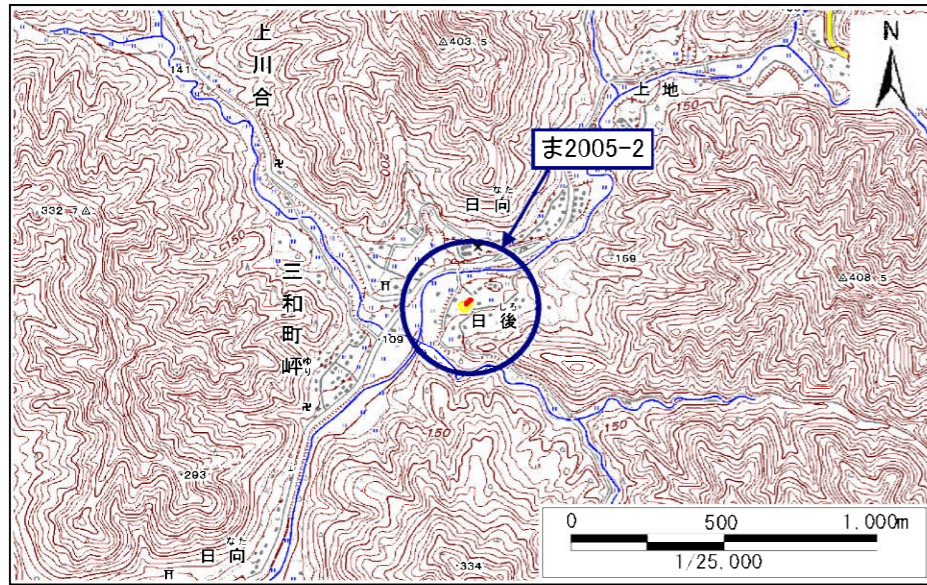 上川合
403.5
N
141
上地
150
ま2005-2
200
なた
日向
332.7
150
三和町岼
ゆり
159
408.5
しろ
日後
109
150
150
293
0 500 1,000m
1/25,000
なた
日向
334